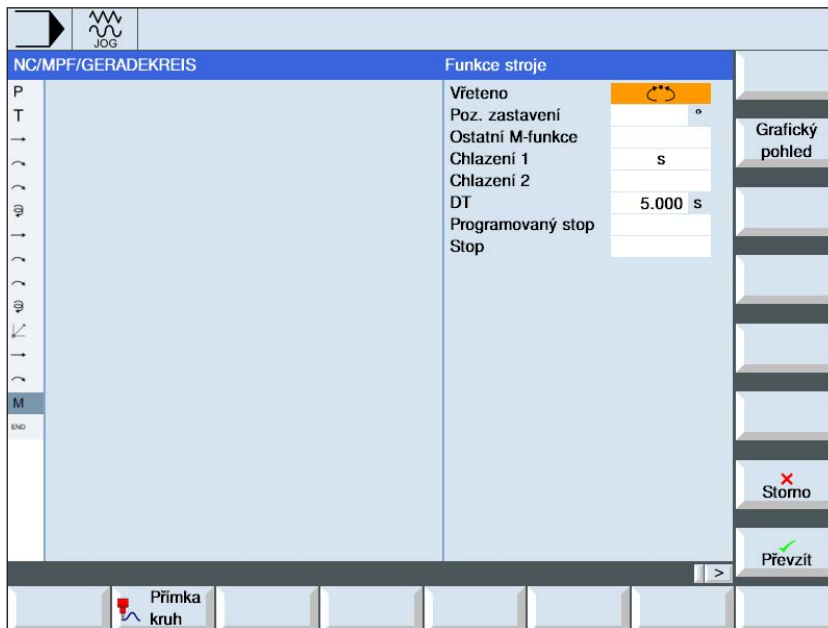 JOG
NC/MPF/GERADEKREIS
Funkce stroje
P
T
M
END
Vřeteno
Poz. zastavení °
Ostatní M-funkce
Chlazení 1 s
Chlazení 2
DT 5.000 s
Programovaný stop
Stop
Grafický
pohled
Storno
Převzít
>
Přímka
kruh